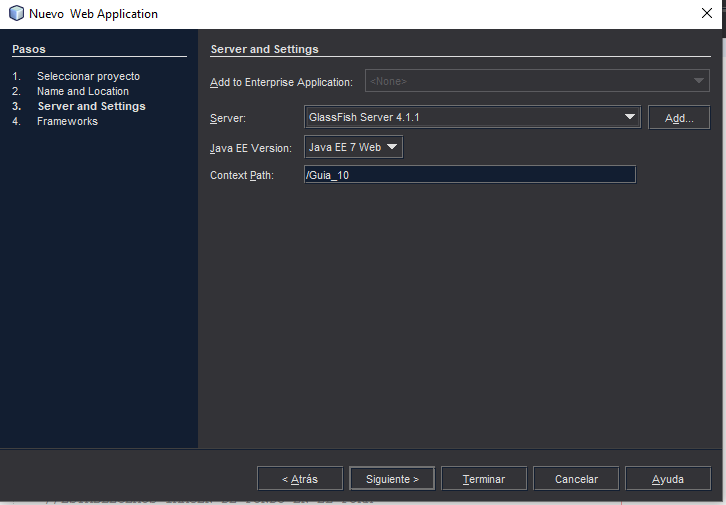 Nuevo Web Application
Pasos
1. Seleccionar proyecto
2. Name and Location
3. Server and Settings
4. Frameworks
Server and Settings
Add to Enterprise Application: <None>
Server: GlassFish Server 4.1.1 Add...
Java EE Version: Java EE 7 Web
Context Path: /Guia_10
< Atrás Siguiente > Terminar Cancelar Ayuda